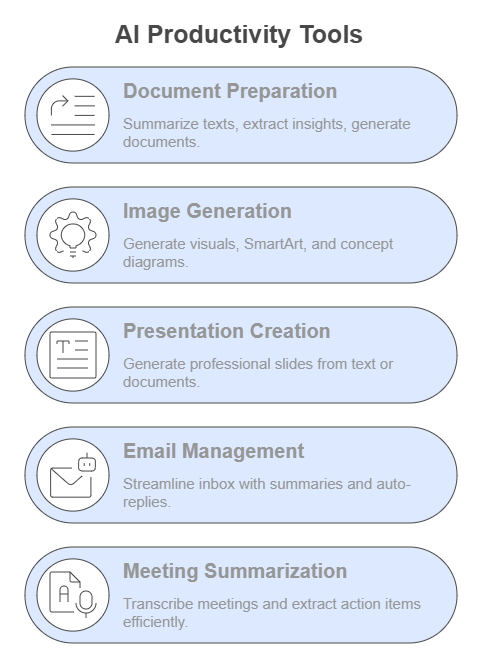 AI Productivity Tools
Document Preparation
Summarize texts, extract insights, generate
documents.
Image Generation
Generate visuals, SmartArt, and concept
diagrams.
Presentation Creation
Generate professional slides from text or
documents.
T
Email Management
Streamline inbox with summaries and auto-
replies.
Meeting Summarization
Transcribe meetings and extract action items
efficiently.
A